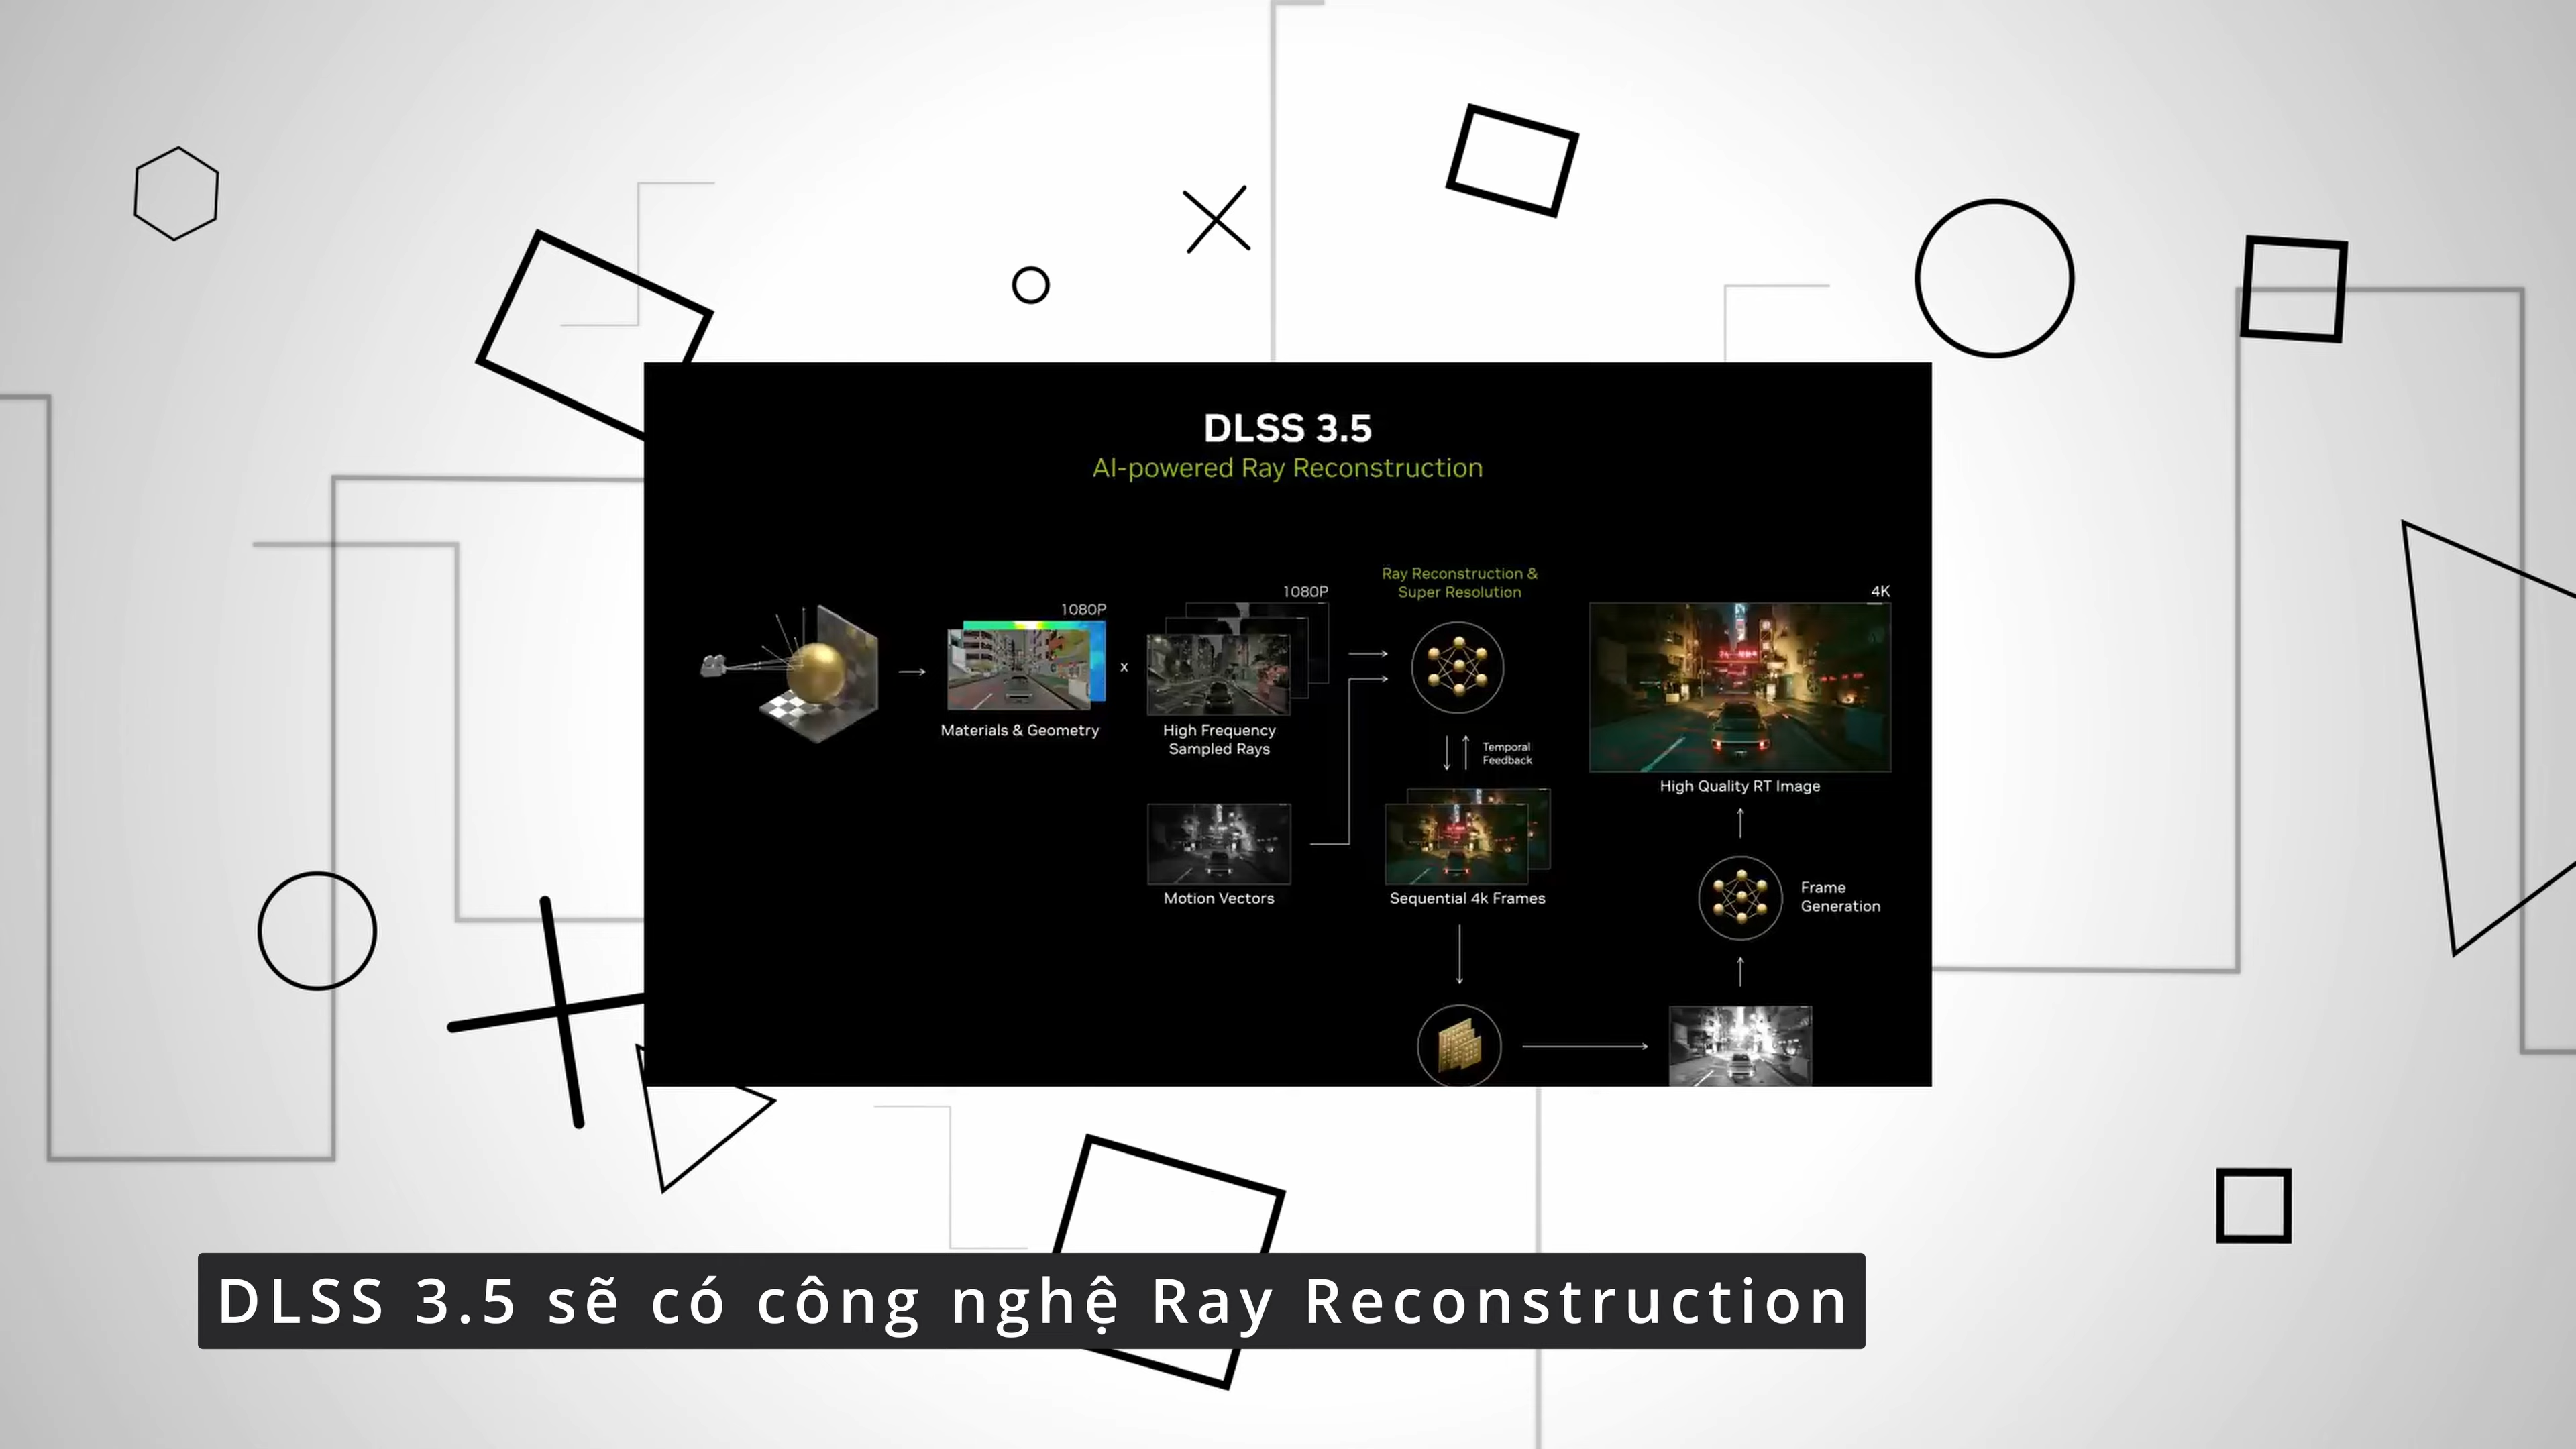 DLSS 3.5
AI-powered Ray Reconstruction
1080P
Materials & Geometry
x
1080P
High Frequency
Sampled Rays
Motion Vectors
Ray Reconstruction &
Super Resolution
Temporal
Feedback
Sequential 4k Frames
4K
High Quality RT Image
Frame
Generation
DLSS 3.5 sẽ có công nghệ Ray Reconstruction